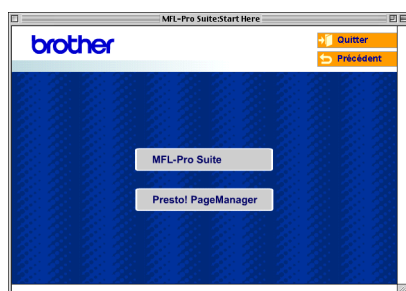 MFL-Pro Suite:Start Here
brother
Quitter
Précédent
MFL-Pro Suite
Presto! PageManager